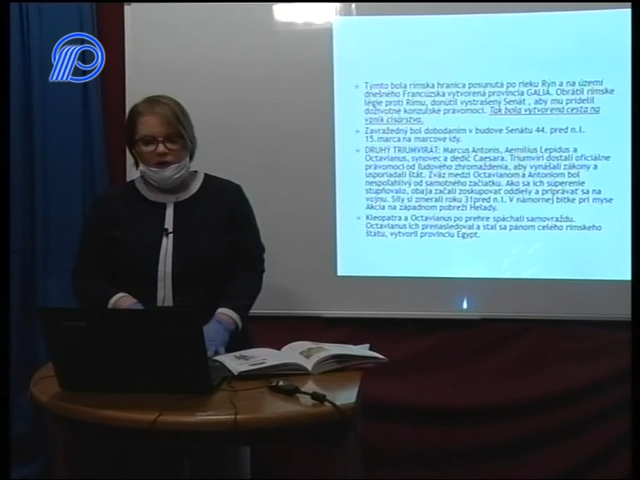 Týmto bola rímska hranica posunutá po rieku Rýn a na území
dnešného Francúzska vytvorená provincia GALIA. Obrátil rímske
légie proti Rímu, donútil vystrašený Senát , aby mu pridelil
doživotné konzulské právomoci. Tak bola vytvorená cesta na
vznik cisárstva.
Zavraždený bol dobodaním v budove Senátu 44. pred n.l.
15.marca na marcove idy.
DRUHÝ TRIUMVIRÁT: Marcus Antonis, Aemilius Lepidus a
Octavianus, synovec a dedič Caesara. Triumviri dostali oficiálne
právomoci od ľudového zhromaždenia, aby vynášali zákony a
usporiadali štát. Zväz medzi Octavianom a Antoniom bol
nespoľahlivý od samotného začiatku. Ako sa ich súperenie
stupňovalo, obaja začali zoskupovať oddiely a pripravať sa na
vojnu. Sily si zmerali roku 31pred n.l. V námornej bitke pri myse
Akcia na západnom pobreží Helady.
Kleopatra a Octavianus po prehre spáchali samovraždu.
Octavianus ich prenasledoval a stal sa pánom celého rímskeho
štátu, vytvoril provinciu Egypt.